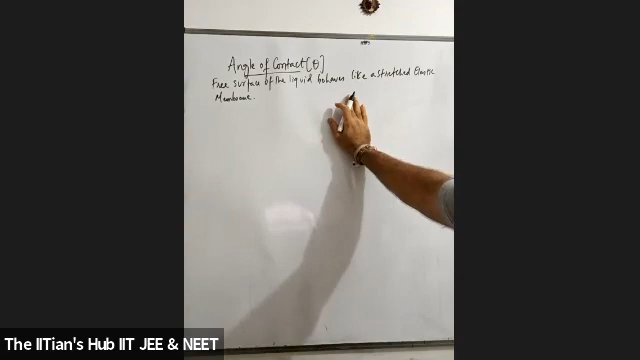 Angle of Contact [θ]
Free surface of the liquid behaves like a stretched Elastic
Membrane.
The IITian's Hub IIT JEE & NEET